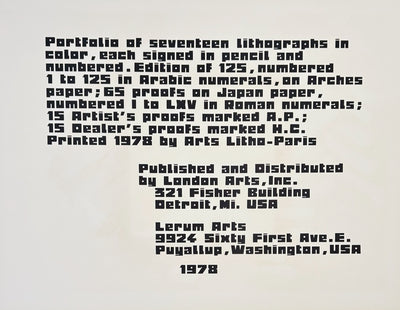 Portfolio of seventeen lithographs in
color, each signed in pencil and
numbered. Edition of 125, numbered
1 to 125 in Arabic numerals, on Arches
paper; 65 proofs on Japan paper,
numbered I to LXV in Roman numerals;
15 Artist's proofs marked A.P.;
15 Dealer's proofs marked H.C.
Printed 1978 by Arts Litho-Paris
Published and Distributed
by London Arts, Inc.
321 Fisher Building
Detroit, Mi. USA
Lerum Arts
9924 Sixty First Ave. E.
Puyallup, Washington, USA
1978